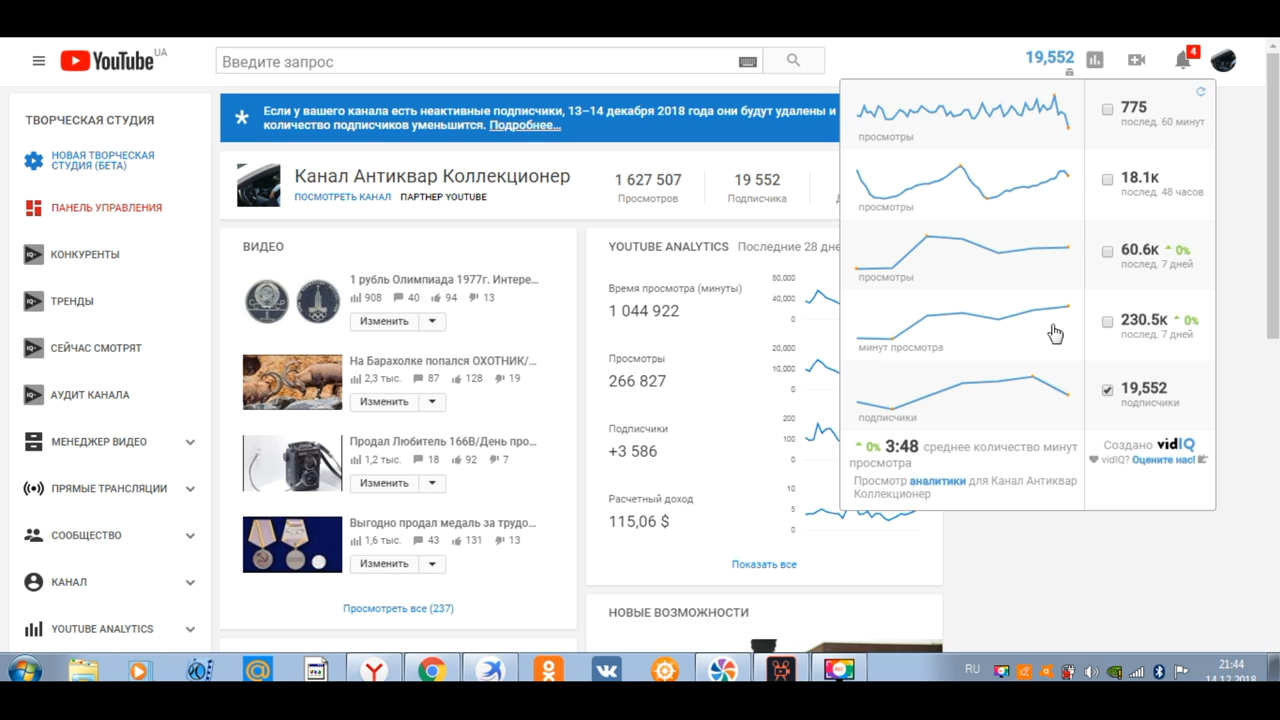 YouTube UA
Введите запрос
19,552
4
ТВОРЧЕСКАЯ СТУДИЯ
НОВАЯ ТВОРЧЕСКАЯ
СТУДИЯ (БЕТА)
ПАНЕЛЬ УПРАВЛЕНИЯ
КОНКУРЕНТЫ
ТРЕНДЫ
СЕЙЧАС СМОТРЯТ
АУДИТ КАНАЛА
МЕНЕДЖЕР ВИДЕО
ПРЯМЫЕ ТРАНСЛЯЦИИ
СООБЩЕСТВО
КАНАЛ
YOUTUBE ANALYTICS
Если у вашего канала есть неактивные подписчики, 13–14 декабря 2018 года они будут удалены и
количество подписчиков уменьшится. Подробнее...
Канал Антиквар Коллекционер
ПОСМОТРЕТЬ КАНАЛ ПАРТНЕР YOUTUBE
1 627 507
Просмотров
19 552
Подписчика
ВИДЕО
1 рубль Олимпиада 1977г. Интере...
908 40 94 13
Изменить
На Барахолке попался ОХОТНИК/...
2,3 тыс. 87 128 19
Изменить
Продал Любитель 166В/День про...
1,2 тыс. 18 92 7
Изменить
Выгодно продал медаль за трудо...
1,6 тыс. 43 131 13
Изменить
Просмотреть все (237)
YOUTUBE ANALYTICS Последние 28 дне
Время просмотра (минуты)
1 044 922
80,000
40,000
0
Просмотры
266 827
20,000
10,000
0
Подписчики
+3 586
200
100
0
Расчетный доход
115,06 $
10
5
0
Показать все
НОВЫЕ ВОЗМОЖНОСТИ
просмотры
775
послед. 60 минут
просмотры
18.1K
послед. 48 часов
просмотры
60.6K 0%
послед. 7 дней
минут просмотра
230.5K 0%
послед. 7 дней
подписчики
19,552
подписчики
0% 3:48 среднее количество минут
просмотра
Просмотр аналитики для Канал Антиквар
Коллекционер
Создано vidIQ
vidIQ? Оцените нас!
RU
21:44
14.12.2018